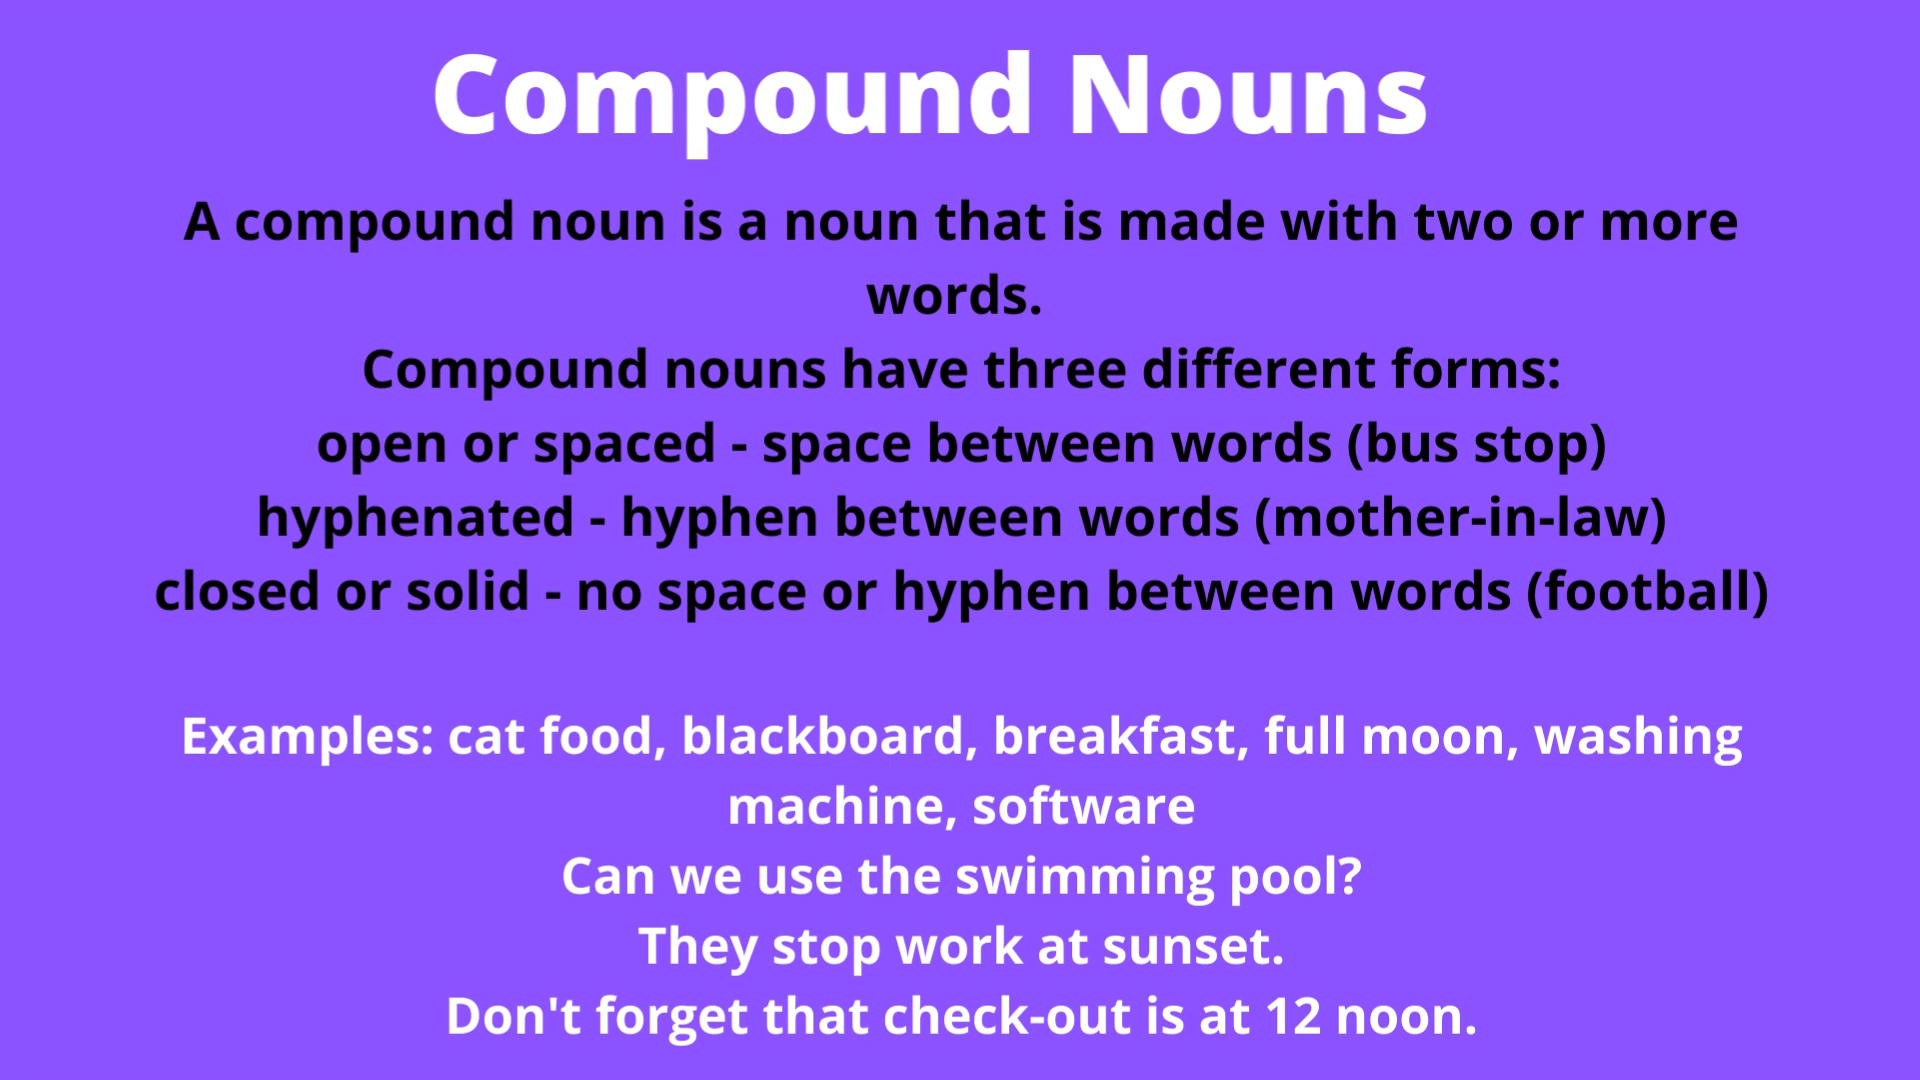 Compound Nouns
A compound noun is a noun that is made with two or more
words.
Compound nouns have three different forms:
open or spaced - space between words (bus stop)
hyphenated - hyphen between words (mother-in-law)
closed or solid - no space or hyphen between words (football)
Examples: cat food, blackboard, breakfast, full moon, washing
machine, software
Can we use the swimming pool?
They stop work at sunset.
Don't forget that check-out is at 12 noon.